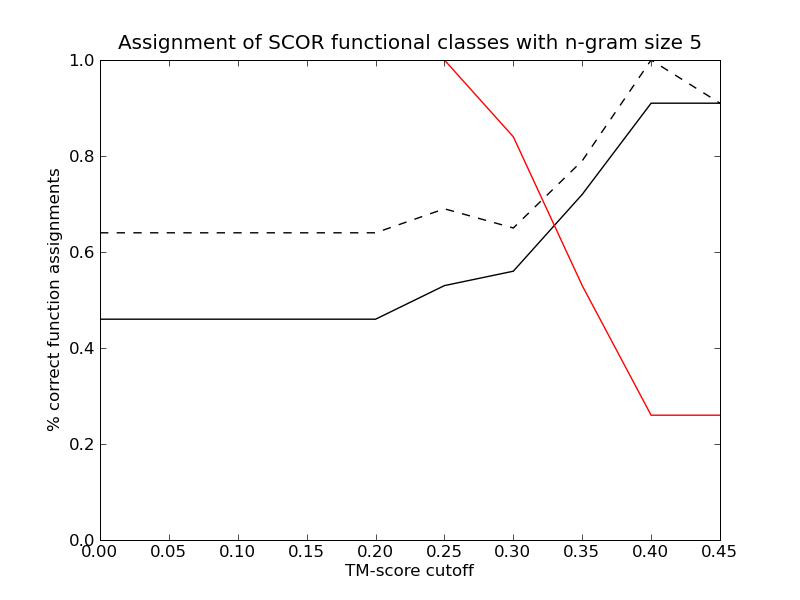 Assignment of SCOR functional classes with n-gram size 5
1.0
0.8
0.6
0.4
0.2
0.0
% correct function assignments
0.00 0.05 0.10 0.15 0.20 0.25 0.30 0.35 0.40 0.45
TM-score cutoff